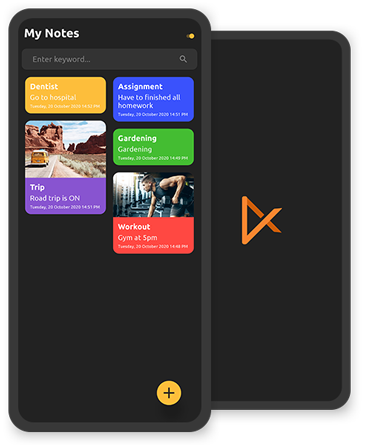 My Notes
Enter keyword...
Dentist
Go to hospital
Tuesday, 20 October 2020 14:52 PM
Assignment
Have to finished all
homework
Tuesday, 20 October 2020 14:51 PM
Gardening
Gardening
Tuesday, 20 October 2020 14:49 PM
Trip
Road trip is ON
Tuesday, 20 October 2020 14:51 PM
Workout
Gym at 5pm
Tuesday, 20 October 2020 14:48 PM